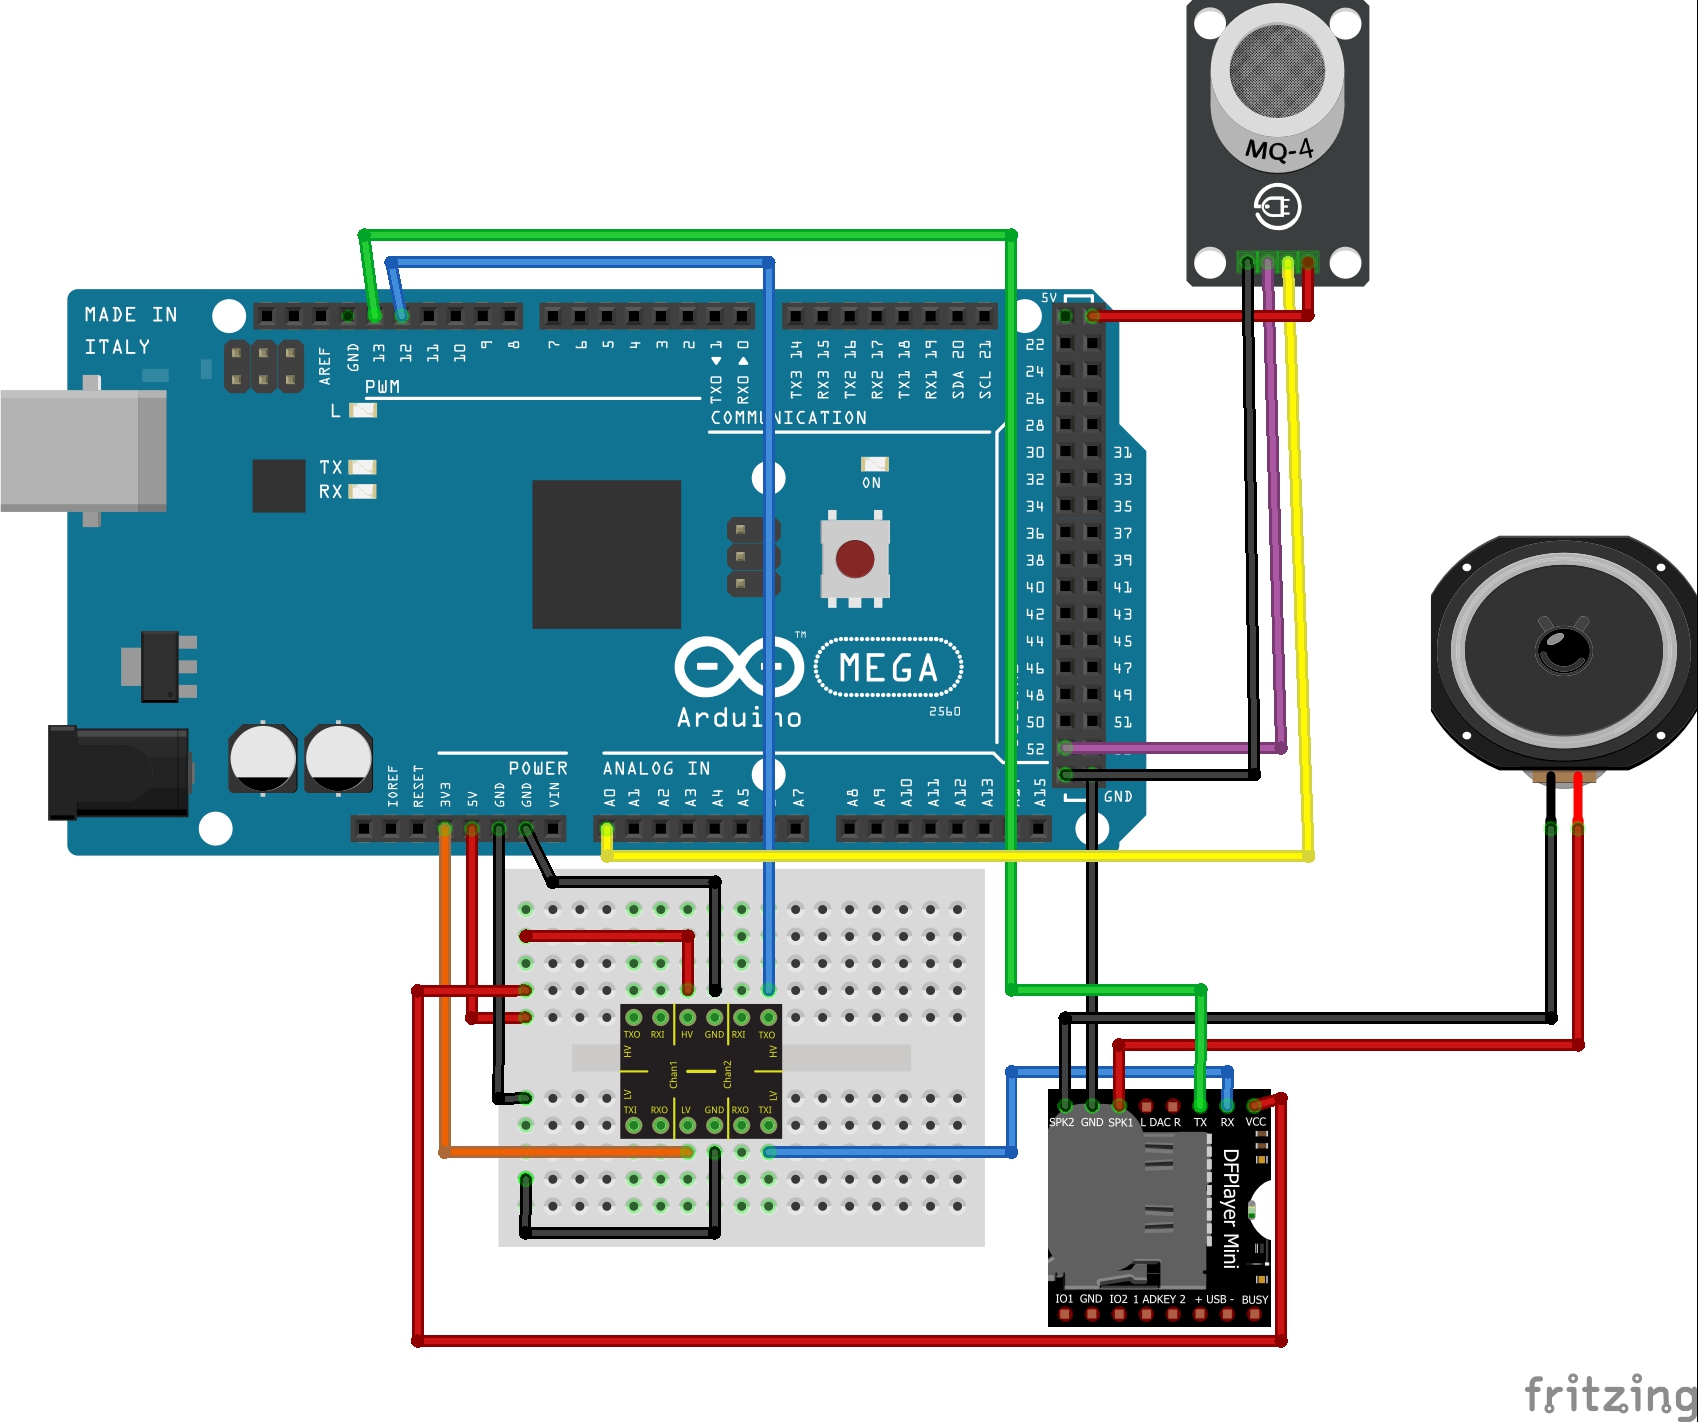 MQ-4
MADE IN
ITALY
5V
AREF
GND
13
12
11
10
9
8
7
6
5
4
3
2
TX0 ◄ 1
RX0 ► 0
TX3 14
RX3 15
TX2 16
RX2 17
TX1 18
RX1 19
SDA 20
SCL 21
PWM
L
COMMUNICATION
TX
RX
ON
22
24
26
28
30 31
32 33
34 35
36 37
38 39
40 41
42 43
44 45
46 47
48 49
50 51
52
GND
Arduino
TM
MEGA
2560
POWER
ANALOG IN
IOREF
RESET
3V3
5V
GND
GND
VIN
A0
A1
A2
A3
A4
A5
A7
A8
A9
A10
A11
A12
A13
A15
TXO RXI HV GND RXI TXO
HV HV
Chan1 Chan2
LV LV
TXI RXO LV GND RXO TXI
SPK2 GND SPK1 L DAC R TX RX VCC
DFPlayer Mini
IO1 GND IO2 1 ADKEY 2 + USB - BUSY
fritzing